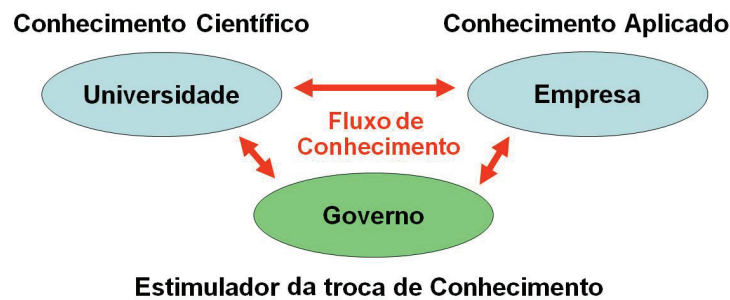 Conhecimento Científico
Conhecimento Aplicado
Universidade
Empresa
Fluxo de
Conhecimento
Governo
Estimulador da troca de Conhecimento